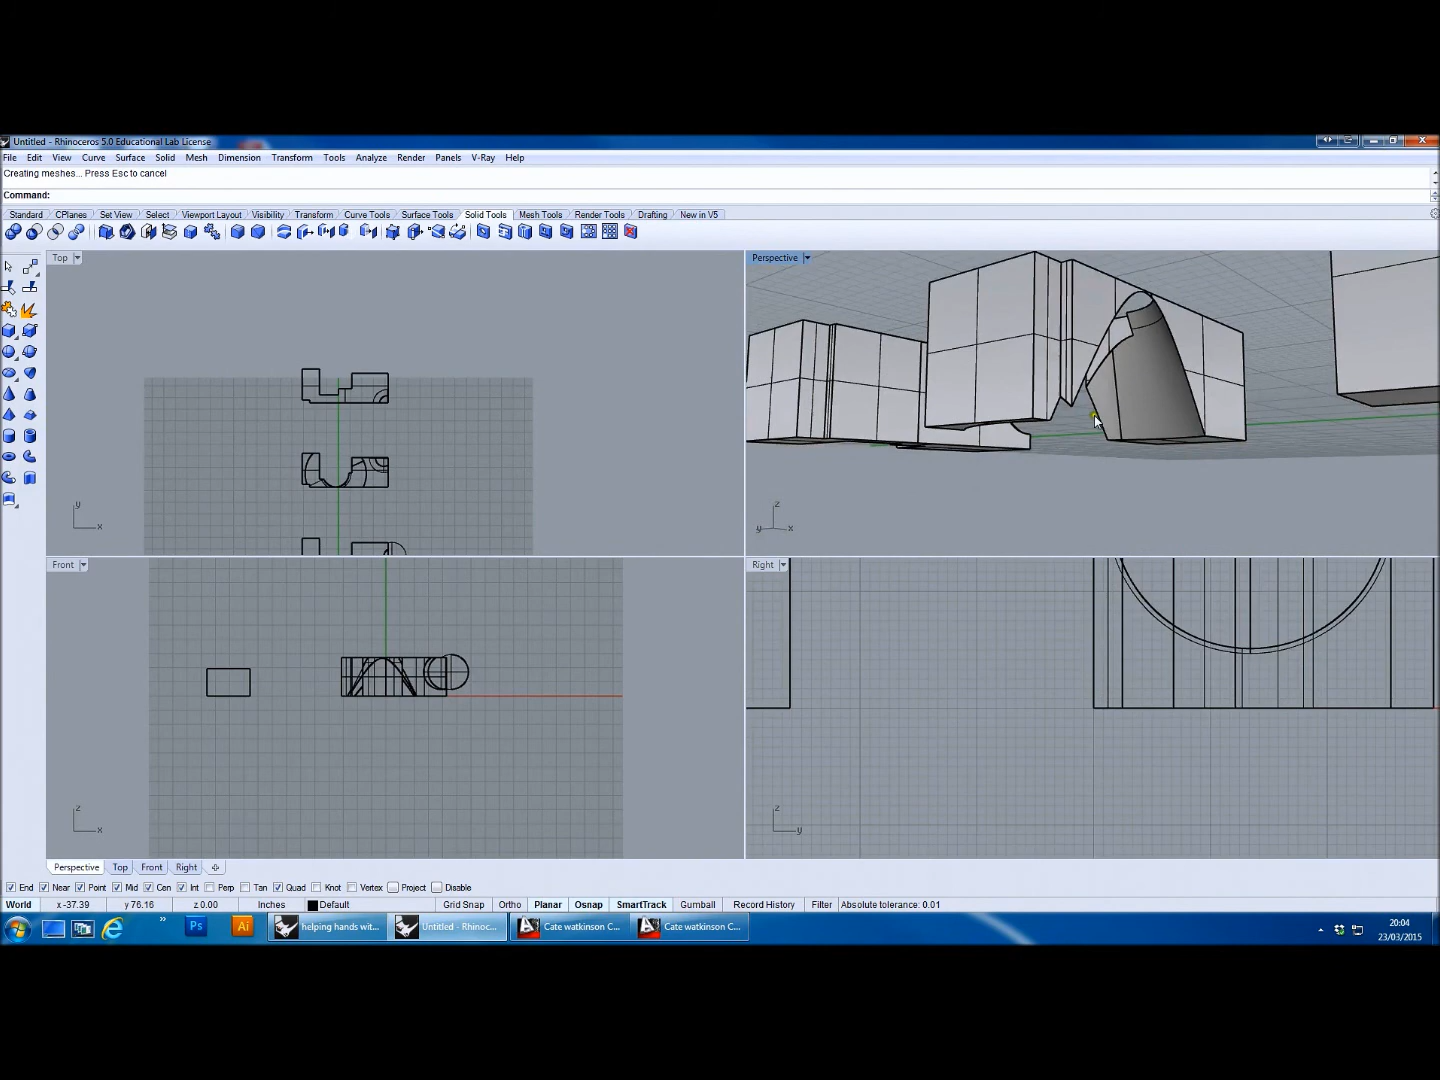 Untitled - Rhinoceros 5.0 Educational Lab License
File Edit View Curve Surface Solid Mesh Dimension Transform Tools Analyze Render Panels V-Ray Help
Creating meshes... Press Esc to cancel
Command:
Standard CPlanes Set View Select Viewport Layout Visibility Transform Curve Tools Surface Tools Solid Tools Mesh Tools Render Tools Drafting New in V5
Top Perspective
y x
z y x
Front Right
z x
z y
Perspective Top Front Right
End Near Point Mid Cen Int Perp Tan Quad Knot Vertex Project Disable
World x -37.39 y 76.16 z 0.00 Inches Default Grid Snap Ortho Planar Osnap SmartTrack Gumball Record History Filter Absolute tolerance: 0.01
Ps Ai helping hands wit... Untitled - Rhinoc... Cate watkinson C... Cate watkinson C... 20:04
23/03/2015